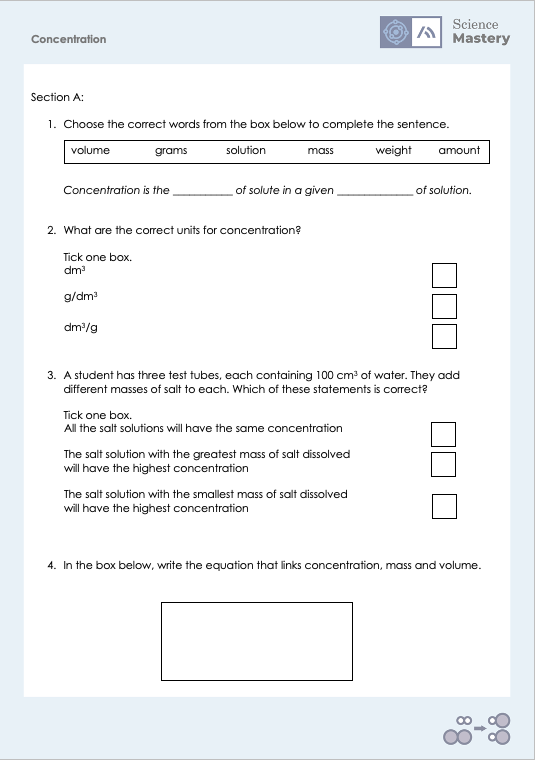 Concentration
Science
Mastery
Section A:
1. Choose the correct words from the box below to complete the sentence.
volume grams solution mass weight amount
Concentration is the __________ of solute in a given _____________ of solution.
2. What are the correct units for concentration?
Tick one box.
dm³
g/dm³
dm³/g
3. A student has three test tubes, each containing 100 cm³ of water. They add
different masses of salt to each. Which of these statements is correct?
Tick one box.
All the salt solutions will have the same concentration
The salt solution with the greatest mass of salt dissolved
will have the highest concentration
The salt solution with the smallest mass of salt dissolved
will have the highest concentration
4. In the box below, write the equation that links concentration, mass and volume.